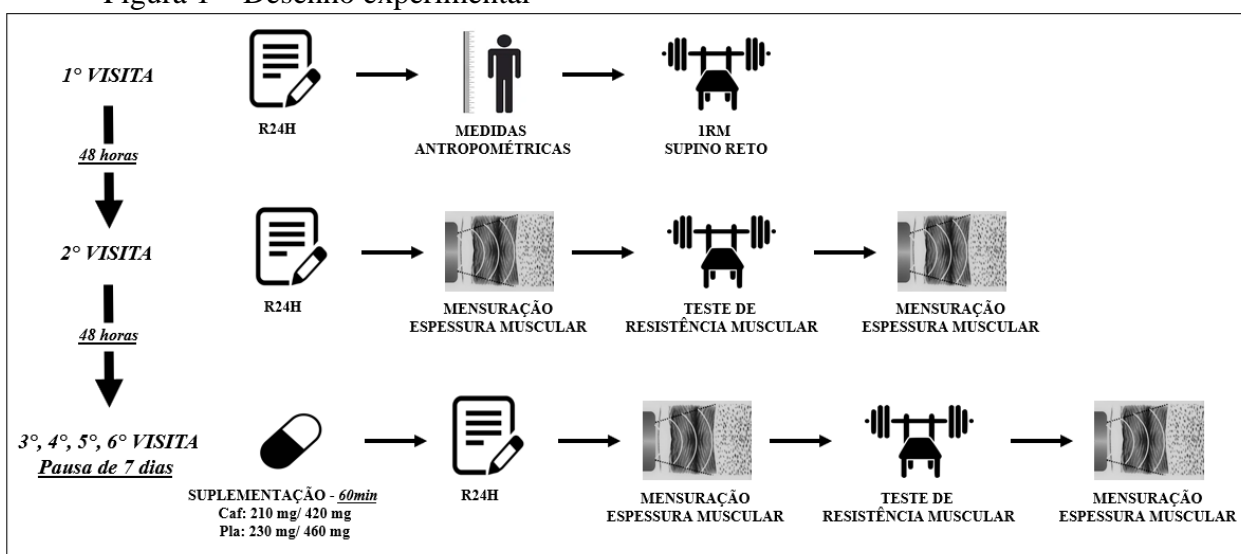 Figura 1 – Desenho experimental
1° VISITA
R24H
MEDIDAS
ANTROPOMÉTRICAS
1RM
SUPINO RETO
48 horas
2° VISITA
R24H
MENSURAÇÃO
ESPESSURA MUSCULAR
TESTE DE
RESISTÊNCIA MUSCULAR
MENSURAÇÃO
ESPESSURA MUSCULAR
48 horas
3°, 4°, 5°, 6° VISITA
Pausa de 7 dias
SUPLEMENTAÇÃO - 60min
Caf: 210 mg/ 420 mg
Pla: 230 mg/ 460 mg
R24H
MENSURAÇÃO
ESPESSURA MUSCULAR
TESTE DE
RESISTÊNCIA MUSCULAR
MENSURAÇÃO
ESPESSURA MUSCULAR